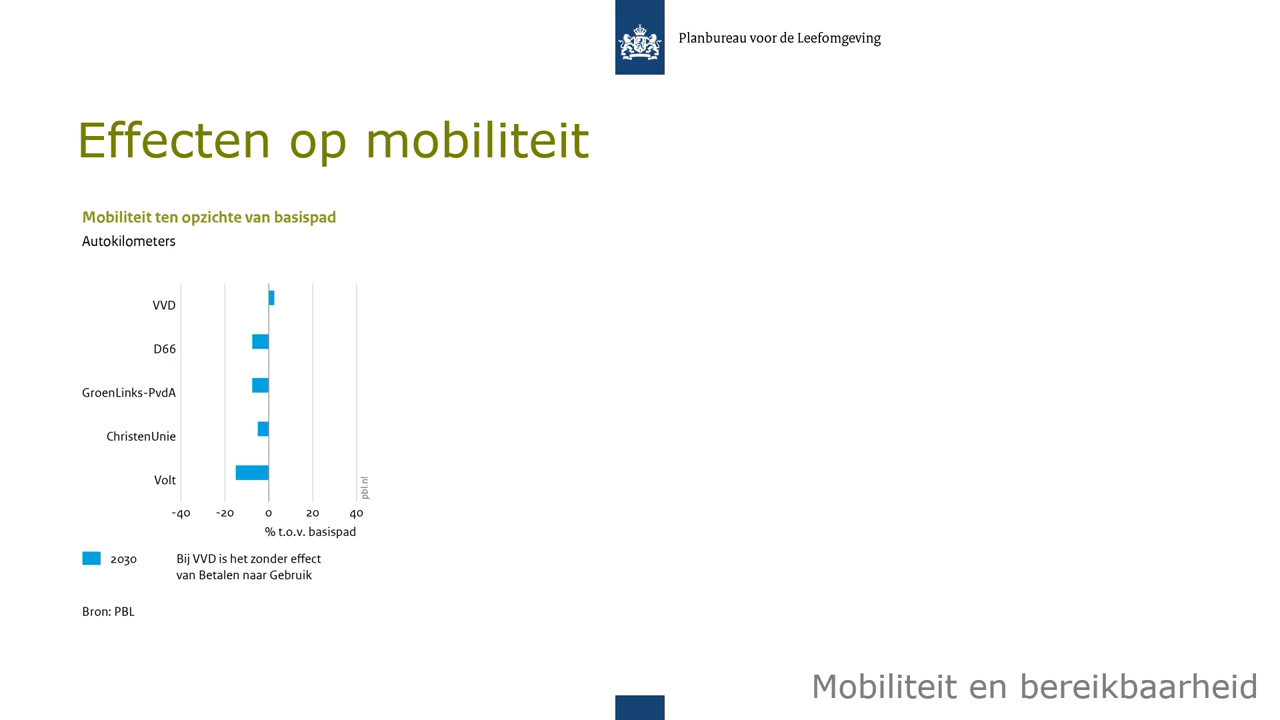 Planbureau voor de Leefomgeving
Effecten op mobiliteit
Mobiliteit ten opzichte van basispad
Autokilometers
VVD
D66
GroenLinks-PvdA
ChristenUnie
Volt
pbl.nl
-40 -20 0 20 40
% t.o.v. basispad
2030
Bij VVD is het zonder effect
van Betalen naar Gebruik
Bron: PBL
Mobiliteit en bereikbaarheid